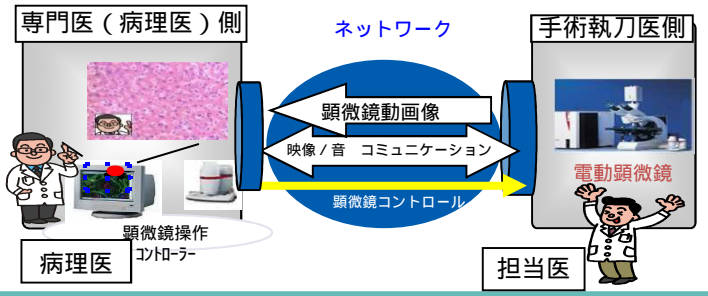 専門医（病理医）側
ネットワーク
手術執刀医側
顕微鏡動画像
映像／音　コミュニケーション
顕微鏡コントロール
電動顕微鏡
顕微鏡操作
ｺﾝﾄﾛｰﾗｰ
病理医
担当医